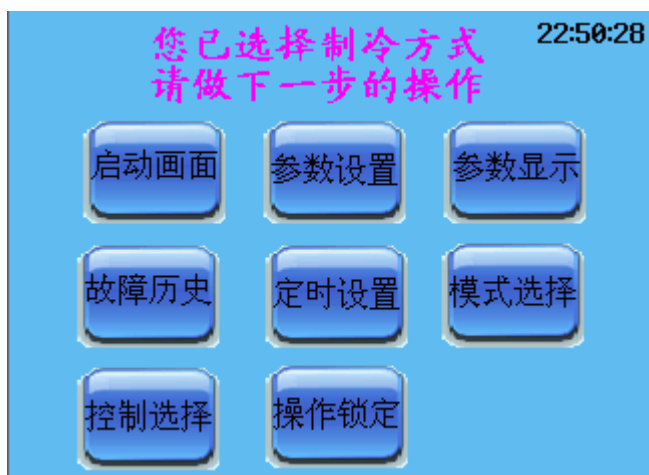 您已选择制冷方式
22:50:28
请做下一步的操作
启动画面
参数设置
参数显示
故障历史
定时设置
模式选择
控制选择
操作锁定